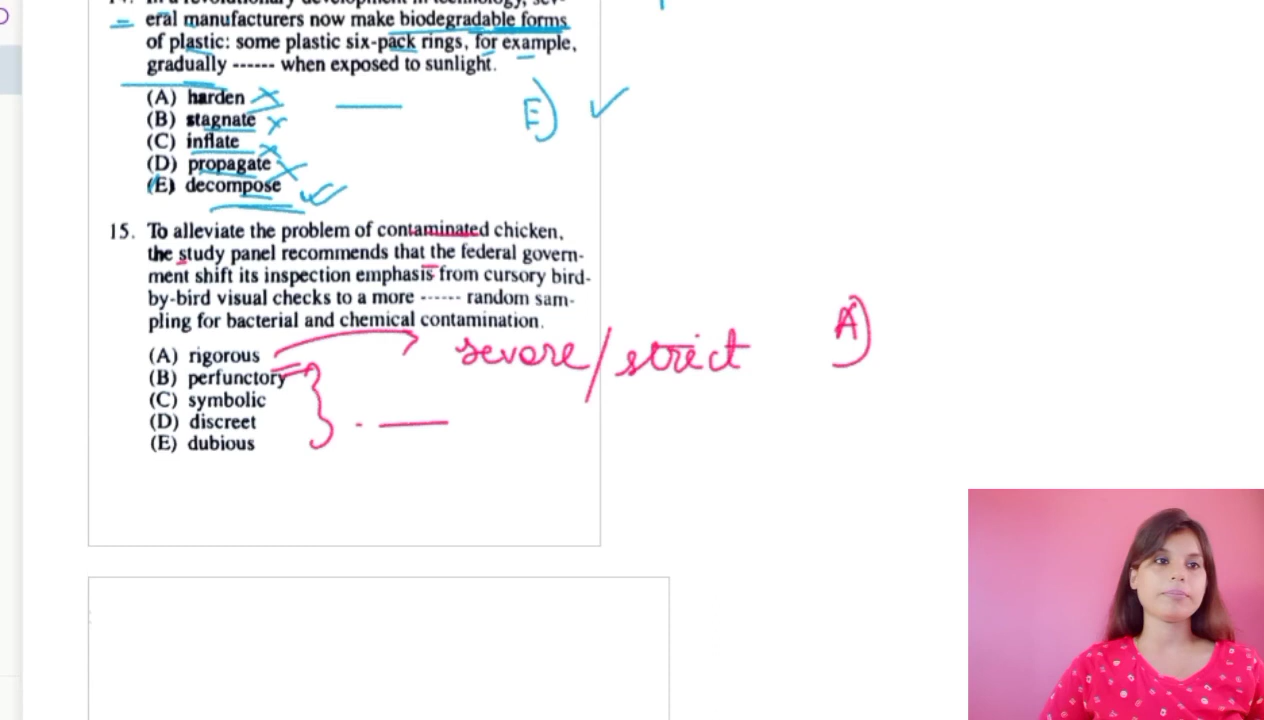 eral manufacturers now make biodegradable forms
of plastic: some plastic six-pack rings, for example,
gradually ------ when exposed to sunlight.
(A) harden
(B) stagnate
(C) inflate
(D) propagate
(E) decompose
E)
15. To alleviate the problem of contaminated chicken,
the study panel recommends that the federal govern-
ment shift its inspection emphasis from cursory bird-
by-bird visual checks to a more ------ random sam-
pling for bacterial and chemical contamination.
(A) rigorous
(B) perfunctory
(C) symbolic
(D) discreet
(E) dubious
severe/strict
A)